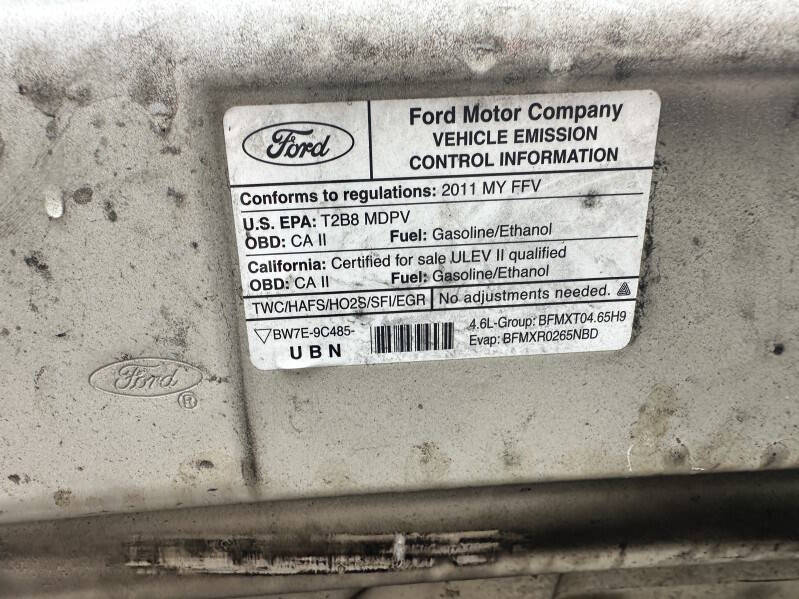 Ford
Ford Motor Company
VEHICLE EMISSION
CONTROL INFORMATION
Conforms to regulations: 2011 MY FFV
U.S. EPA: T2B8 MDPV
OBD: CA II Fuel: Gasoline/Ethanol
California: Certified for sale ULEV II qualified
OBD: CA II Fuel: Gasoline/Ethanol
TWC/HAFS/HO2S/SFI/EGR No adjustments needed.
BW7E-9C485-
UBN
4.6L-Group: BFMXT04.65H9
Evap: BFMXR0265NBD
Ford
®